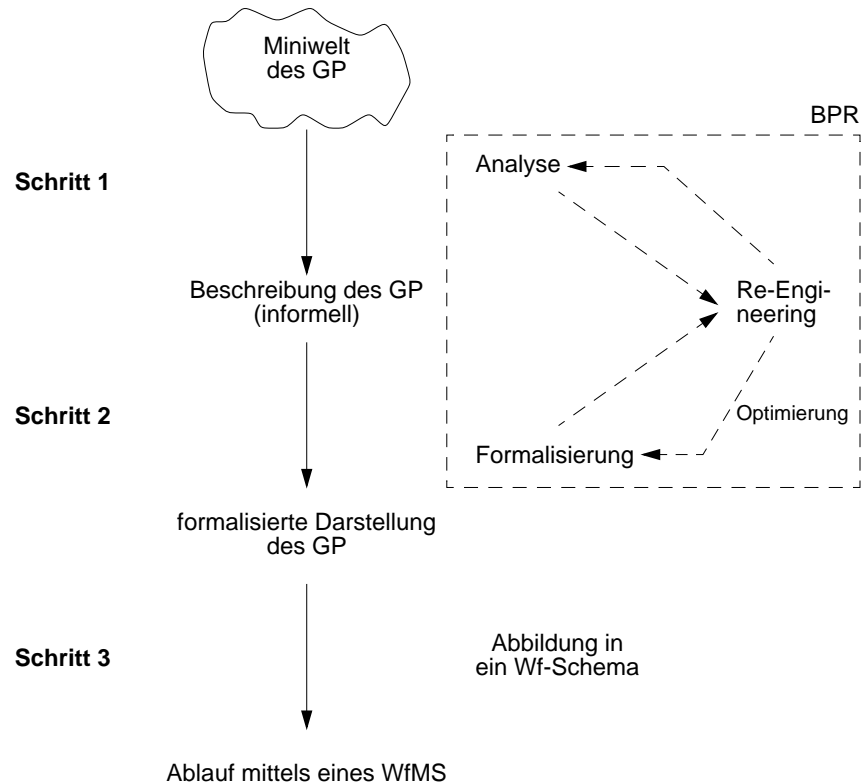 Miniwelt
des GP
BPR
Schritt 1
Analyse
Beschreibung des GP
(informell)
Re-Engi-
neering
Schritt 2
Optimierung
Formalisierung
formalisierte Darstellung
des GP
Schritt 3
Abbildung in
ein Wf-Schema
Ablauf mittels eines WfMS